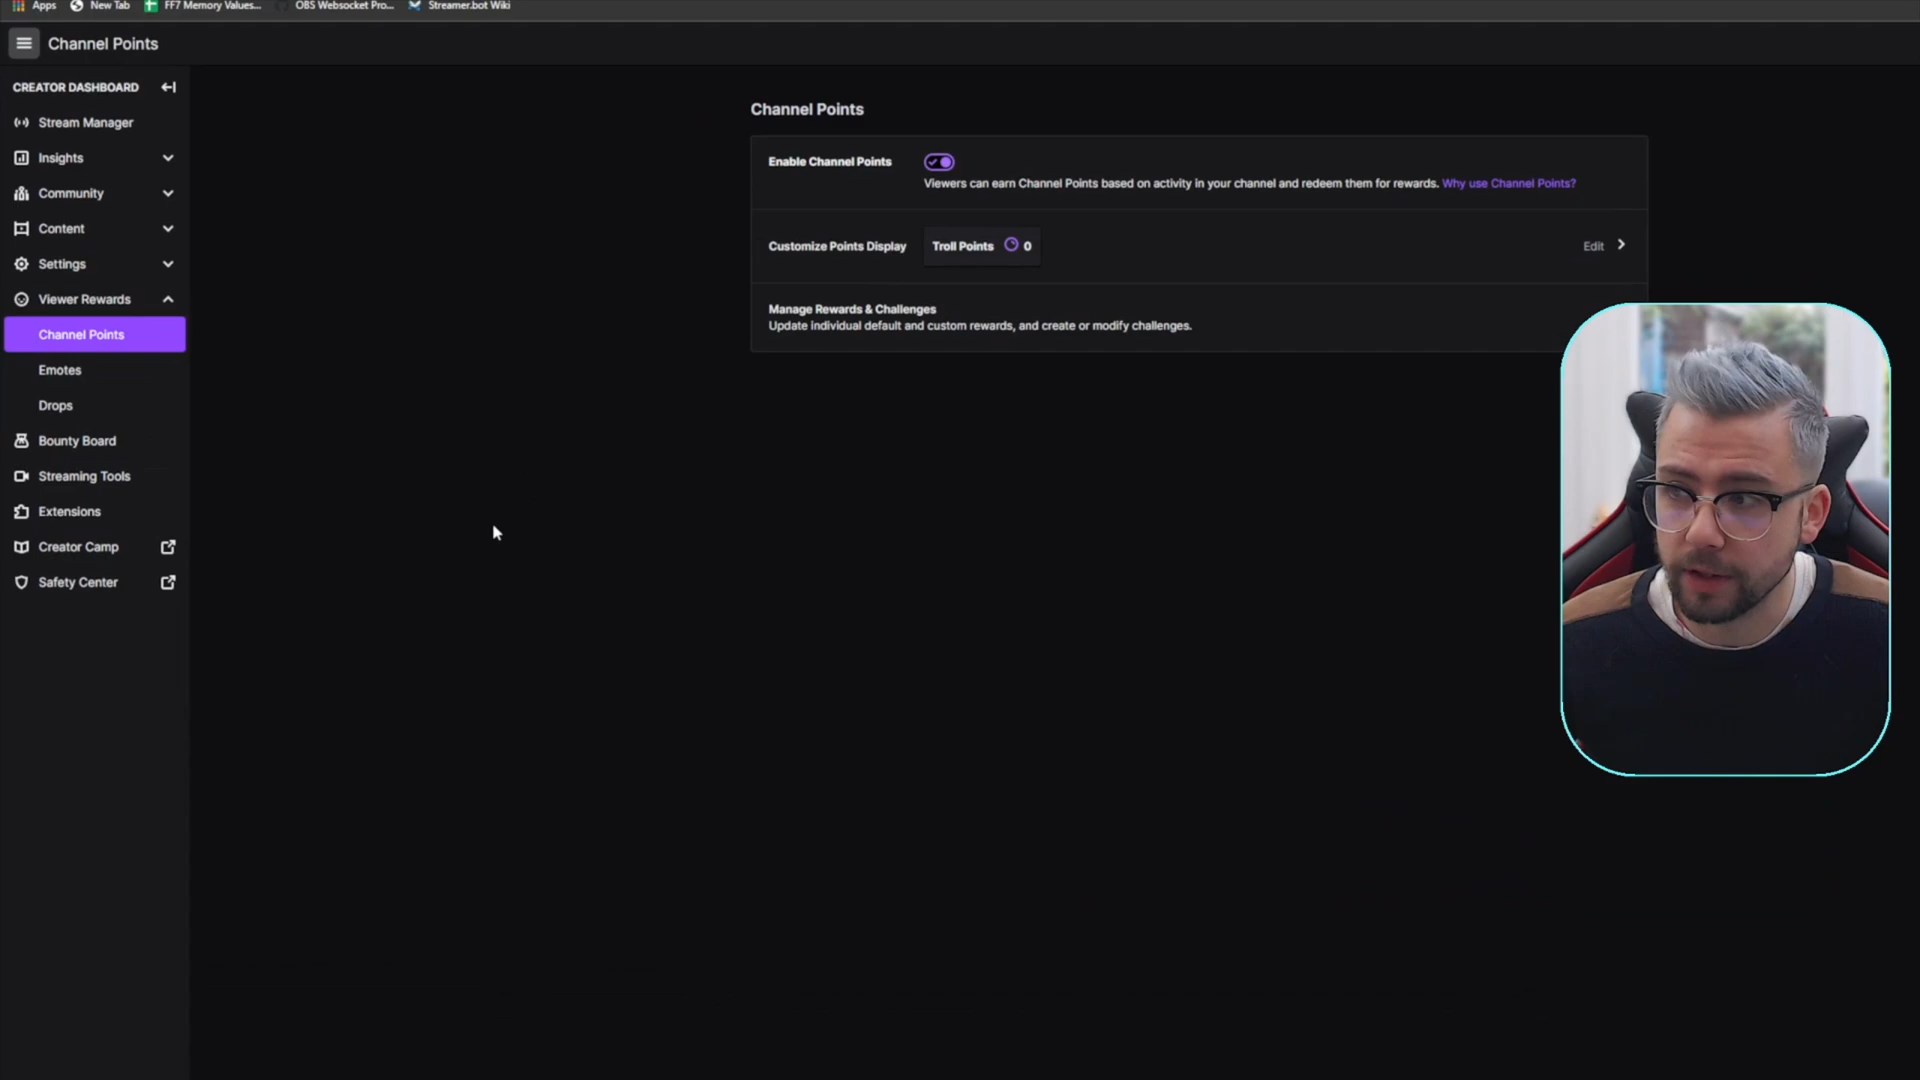 Apps New Tab FF7 Memory Values... OBS Websocket Pro... Streamer.bot Wiki
Channel Points
CREATOR DASHBOARD
Stream Manager
Insights
Community
Content
Settings
Viewer Rewards
Channel Points
Emotes
Drops
Bounty Board
Streaming Tools
Extensions
Creator Camp
Safety Center
Channel Points
Enable Channel Points
Viewers can earn Channel Points based on activity in your channel and redeem them for rewards. Why use Channel Points?
Customize Points Display Troll Points 0 Edit
Manage Rewards & Challenges
Update individual default and custom rewards, and create or modify challenges.